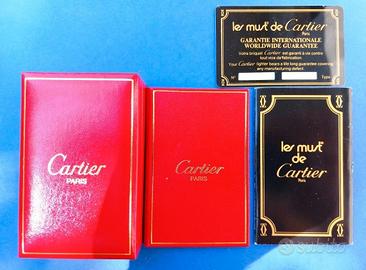 les must de Cartier
Paris
GARANTIE INTERNATIONALE
WORLDWIDE GUARANTEE
Votre briquet Cartier est garanti à vie contre
tout vice de fabrication.
Your Cartier lighter bears a life long guarantee covering
any manufacturing defect.
N°
Type
Cartier
PARIS
Cartier
PARIS
les must
de
Cartier
Paris
subito